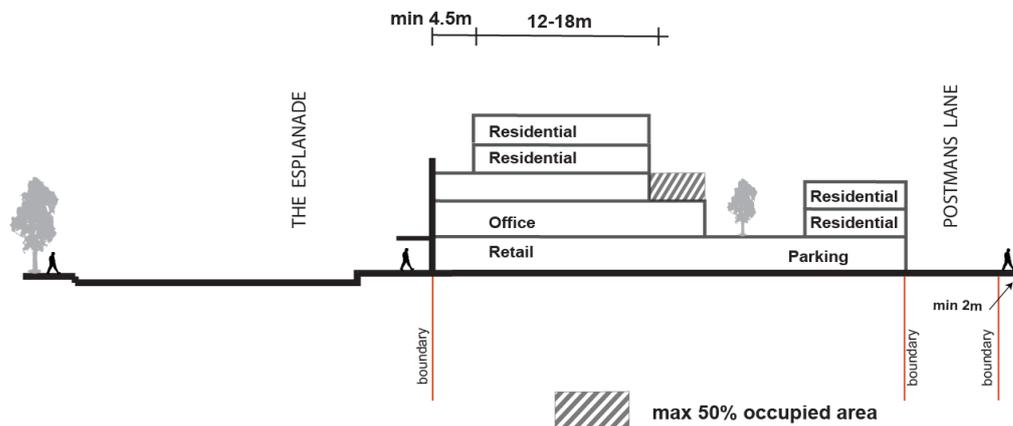 min 4.5m
12-18m
THE ESPLANADE
POSTMANS LANE
Residential
Residential
Residential
Residential
Office
Retail
Parking
min 2m
boundary
boundary
boundary
max 50% occupied area